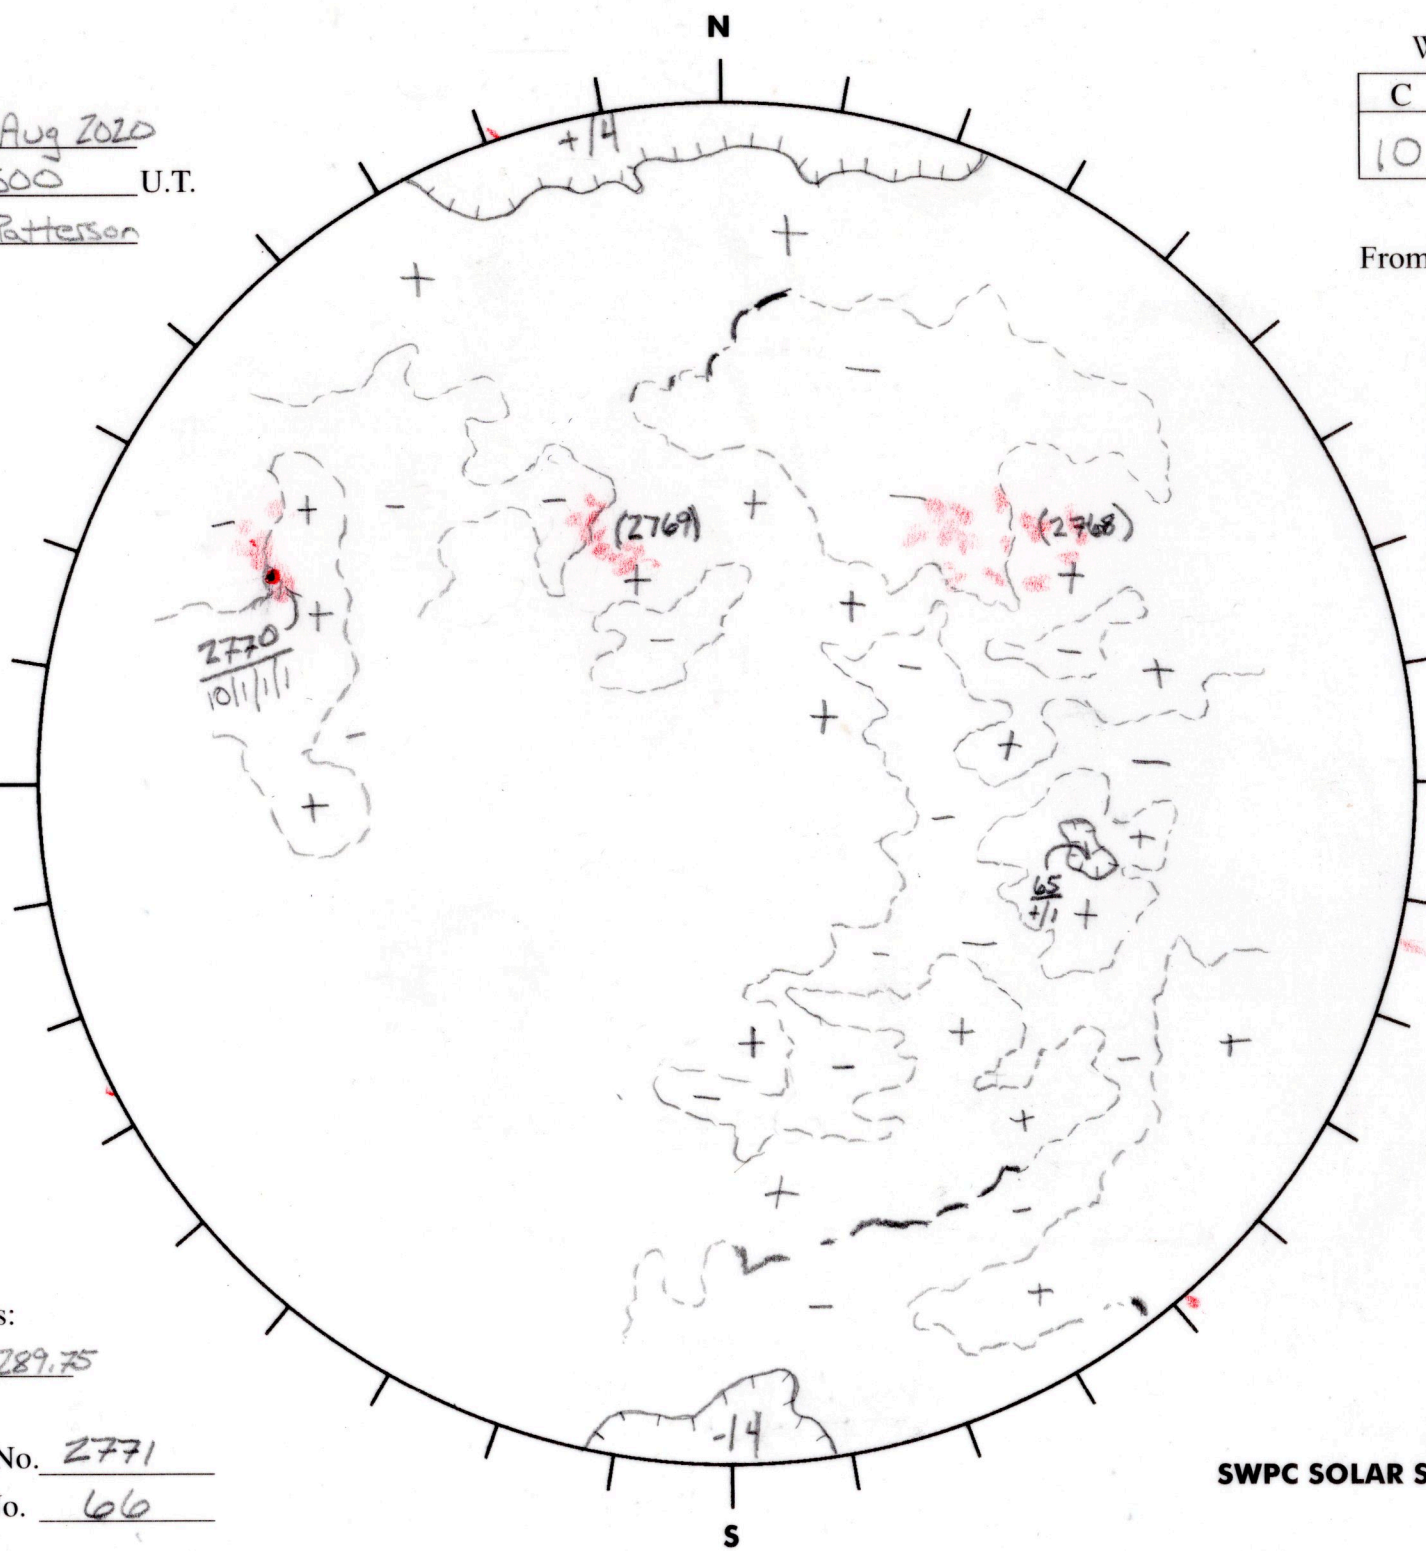 N
Aug 2020
U.T.
Patterson
W
C
10
From
+14
(2769)
(2768)
2770
10/1/1/1
65
+/1
s:
289.75
-14
No. 2771
o. 66
SWPC SOLAR S
S